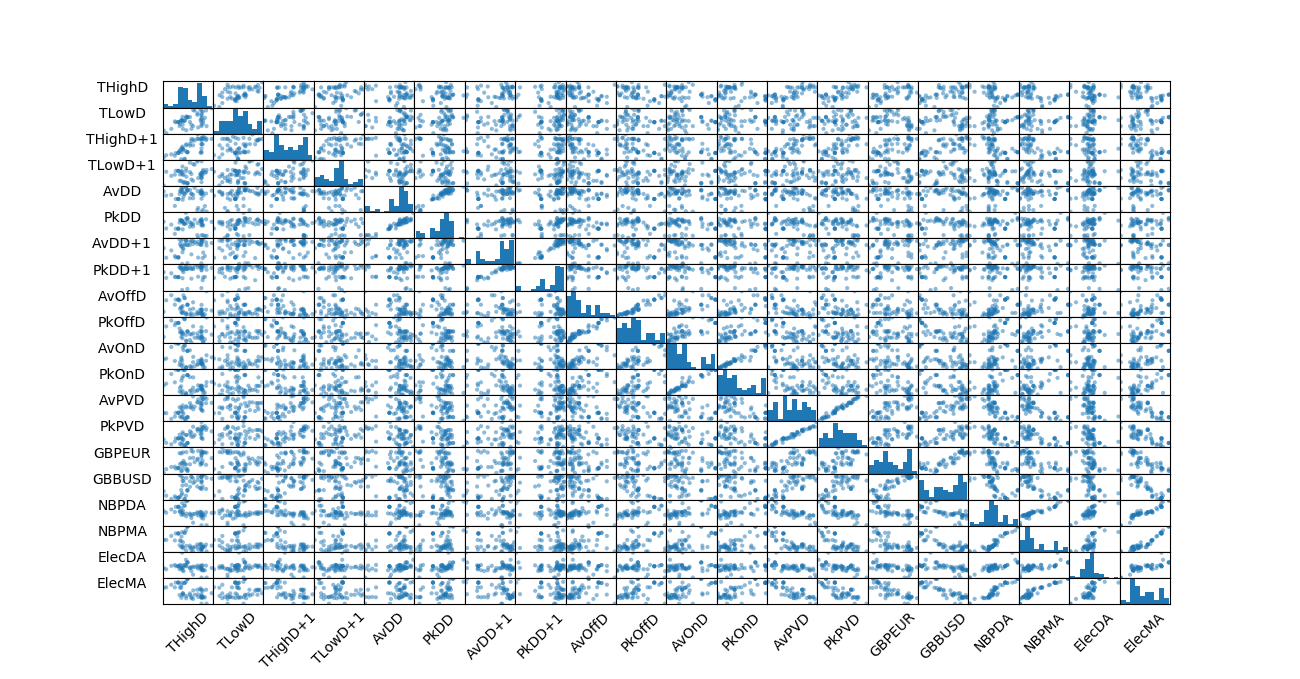 THighD
TLowD
THighD+1
TLowD+1
AvDD
PkDD
AvDD+1
PkDD+1
AvOffD
PkOffD
AvOnD
PkOnD
AvPVD
PkPVD
GBPEUR
GBBUSD
NBPDA
NBPMA
ElecDA
ElecMA
THighD TLowD THighD+1 TLowD+1 AvDD PkDD AvDD+1 PkDD+1 AvOffD PkOffD AvOnD PkOnD AvPVD PkPVD GBPEUR GBBUSD NBPDA NBPMA ElecDA ElecMA